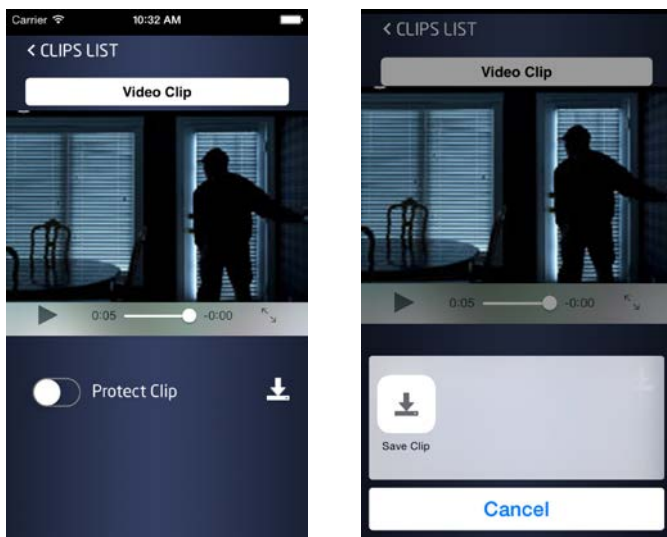 Carrier 10:32 AM
< CLIPS LIST
Video Clip
0:05 -0:00
Protect Clip
< CLIPS LIST
Video Clip
0:05 -0:00
Save Clip
Cancel